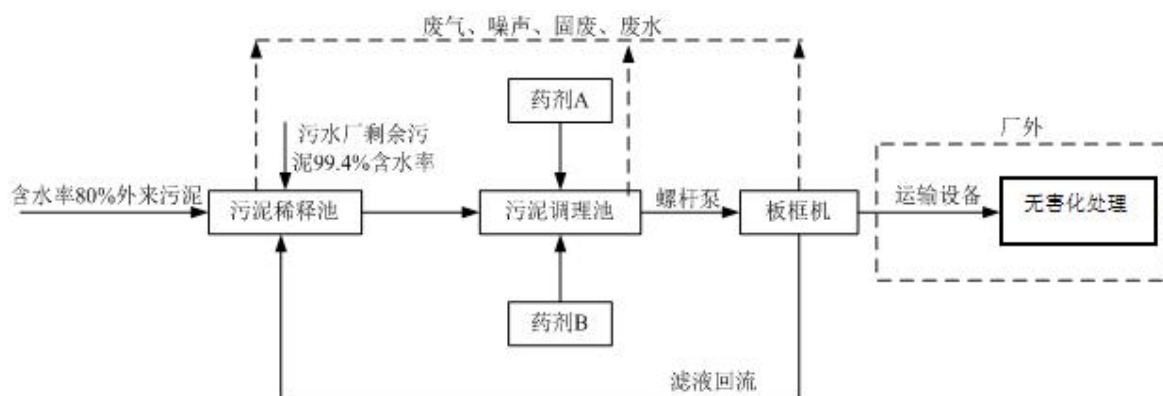 废气、噪声、固废、废水
药剂A
污水厂剩余污
泥99.4%含水率
厂外
含水率80%外来污泥
污泥稀释池
污泥调理池
螺杆泵
板框机
运输设备
无害化处理
药剂B
滤液回流